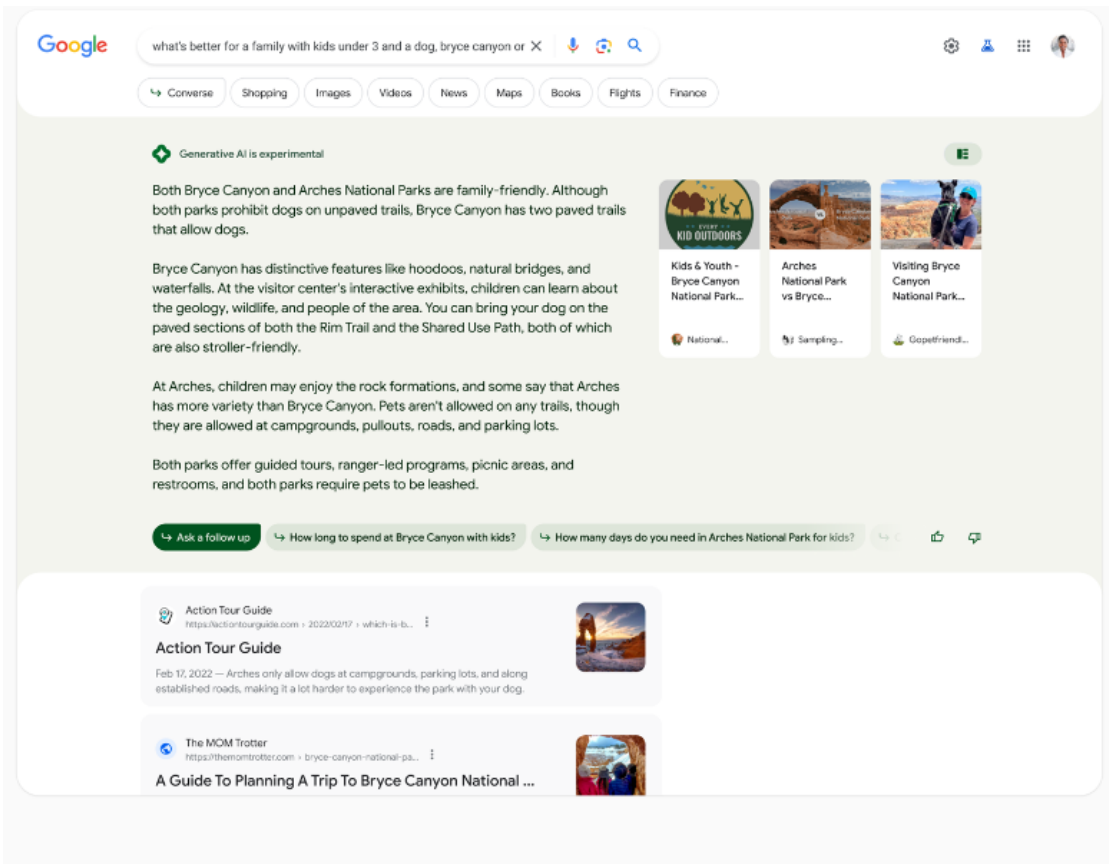 Google
what's better for a family with kids under 3 and a dog, bryce canyon or
Converse
Shopping
Images
Videos
News
Maps
Books
Flights
Finance
Generative AI is experimental
Both Bryce Canyon and Arches National Parks are family-friendly. Although
both parks prohibit dogs on unpaved trails, Bryce Canyon has two paved trails
that allow dogs.
Bryce Canyon has distinctive features like hoodoos, natural bridges, and
waterfalls. At the visitor center's interactive exhibits, children can learn about
the geology, wildlife, and people of the area. You can bring your dog on the
paved sections of both the Rim Trail and the Shared Use Path, both of which
are also stroller-friendly.
At Arches, children may enjoy the rock formations, and some say that Arches
has more variety than Bryce Canyon. Pets aren't allowed on any trails, though
they are allowed at campgrounds, pullouts, roads, and parking lots.
Both parks offer guided tours, ranger-led programs, picnic areas, and
restrooms, and both parks require pets to be leashed.
EVERY
KID OUTDOORS
Kids & Youth -
Bryce Canyon
National Park...
National...
VS.
Arches
National Park
vs Bryce...
Sampling...
Visiting Bryce
Canyon
National Park...
Gopetfriendl...
Ask a follow up
How long to spend at Bryce Canyon with kids?
How many days do you need in Arches National Park for kids?
Action Tour Guide
https://actiontourguide.com › 2022/02/17 › which-is-b...
Action Tour Guide
Feb 17, 2022 — Arches only allow dogs at campgrounds, parking lots, and along
established roads, making it a lot harder to experience the park with your dog.
The MOM Trotter
https://themomtrotter.com › bryce-canyon-national-pa...
A Guide To Planning A Trip To Bryce Canyon National ...